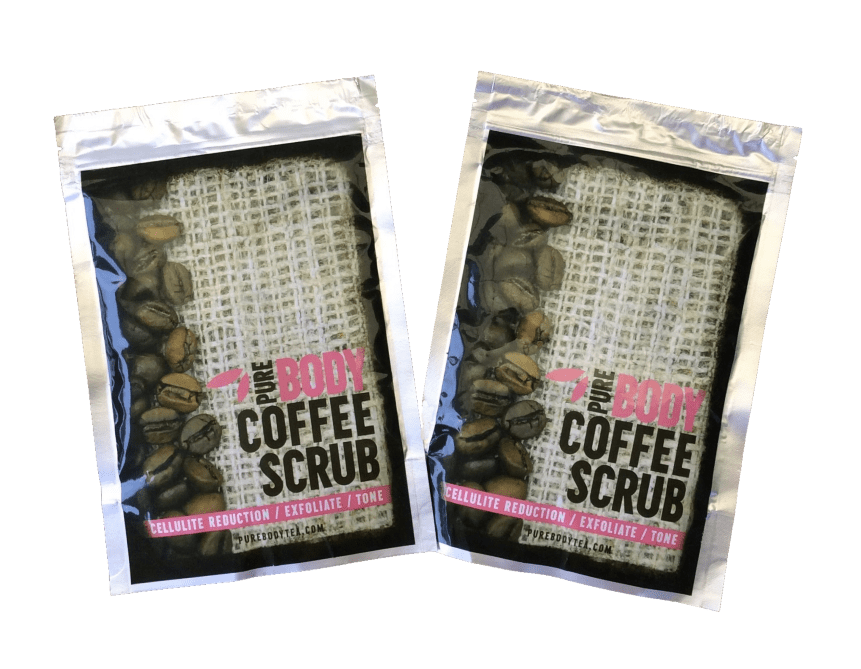 PURE BODY
COFFEE
SCRUB
CELLULITE REDUCTION / EXFOLIATE / TONE
PUREBODYTEA.COM
PURE BODY
COFFEE
SCRUB
CELLULITE REDUCTION / EXFOLIATE / TONE
PUREBODYTEA.COM